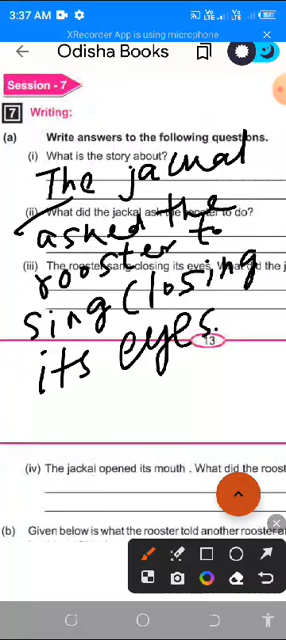 3:37 AM
XRecorder App is using microphone
Odisha Books
Session - 7
7 Writing:
(a) Write answers to the following questions.
(i) What is the story about?
The jackal
(ii) What did the jackal ask the rooster to do?
asked the
rooster to
(iii) The rooster sang closing its eyes. What did the j
sing closing
its eyes.
13
(iv) The jackal opened its mouth . What did the roost
(b) Given below is what the rooster told another rooster a